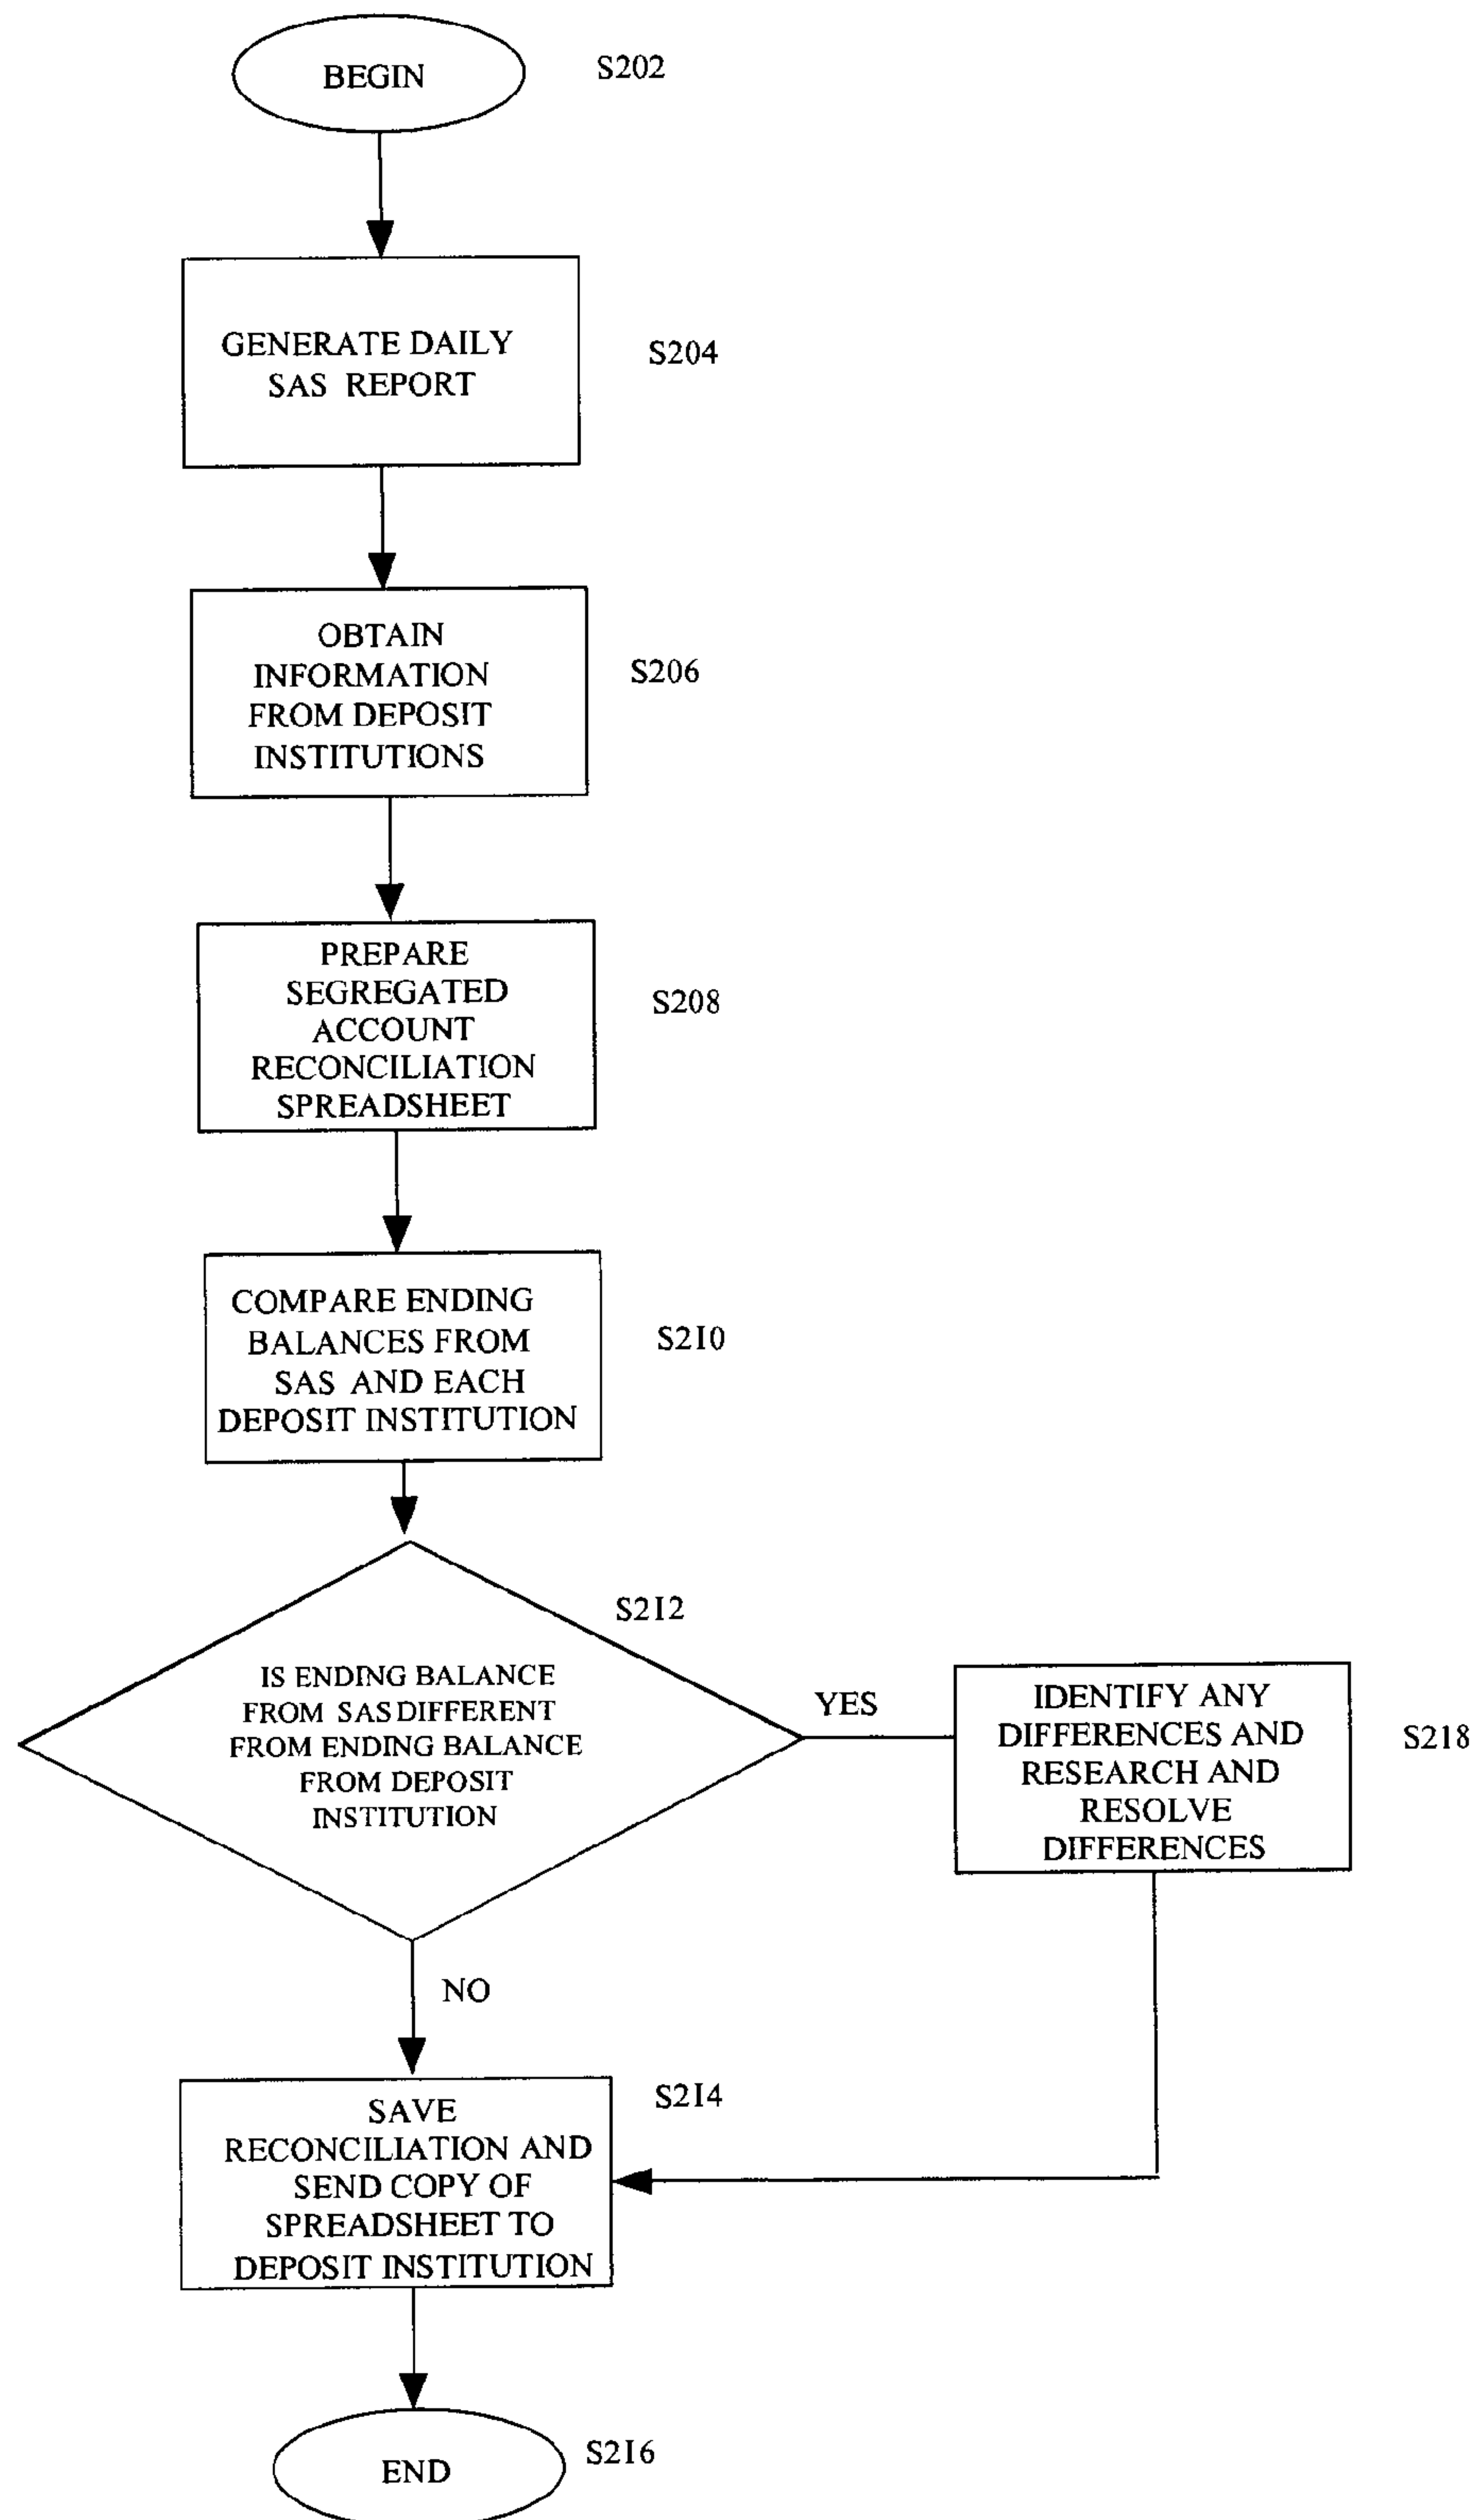 BEGIN
S202
GENERATE DAILY
SAS REPORT
S204
OBTAIN
INFORMATION
FROM DEPOSIT
INSTITUTIONS
S206
PREPARE
SEGREGATED
ACCOUNT
RECONCILIATION
SPREADSHEET
S208
COMPARE ENDING
BALANCES FROM
SAS AND EACH
DEPOSIT INSTITUTION
S210
S212
IS ENDING BALANCE
FROM SAS DIFFERENT
FROM ENDING BALANCE
FROM DEPOSIT
INSTITUTION
YES
IDENTIFY ANY
DIFFERENCES AND
RESEARCH AND
RESOLVE
DIFFERENCES
S218
NO
S214
SAVE
RECONCILIATION AND
SEND COPY OF
SPREADSHEET TO
DEPOSIT INSTITUTION
END
S216